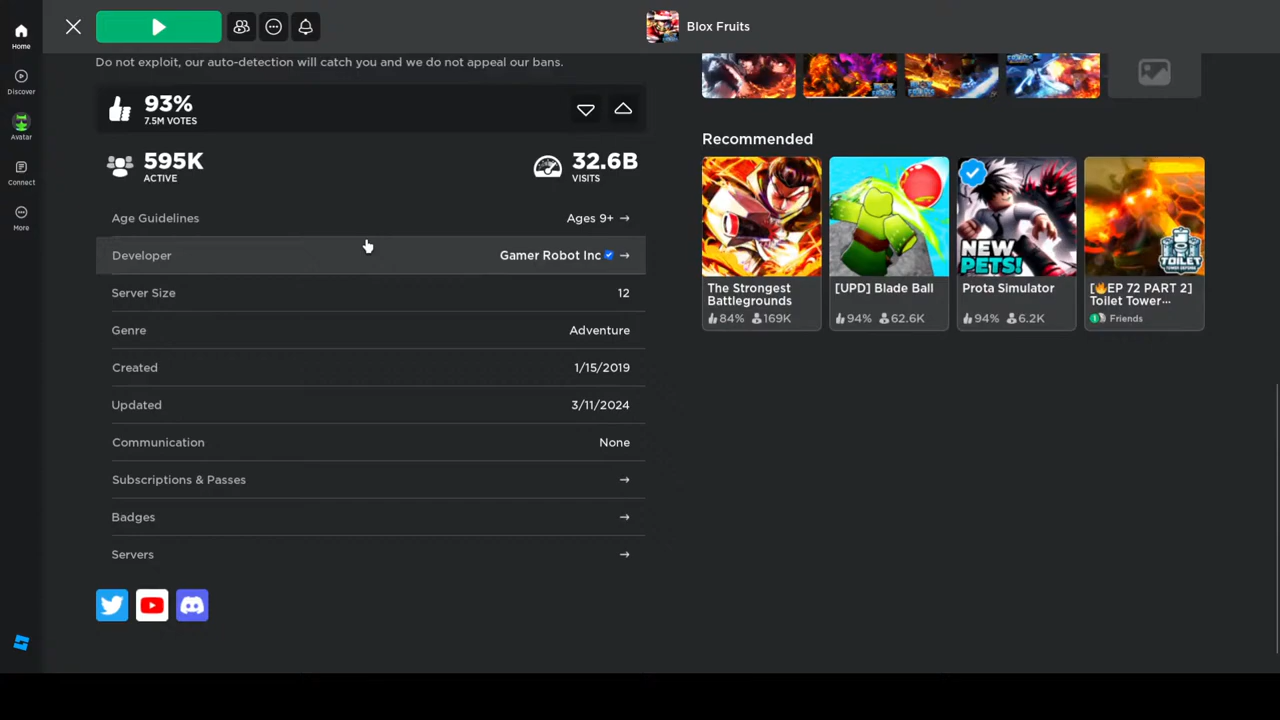 Blox Fruits
Home
Discover
Avatar
Connect
More
Do not exploit, our auto-detection will catch you and we do not appeal our bans.
93%
7.5M VOTES
595K
ACTIVE
32.6B
VISITS
Age Guidelines Ages 9+ →
Developer Gamer Robot Inc →
Server Size 12
Genre Adventure
Created 1/15/2019
Updated 3/11/2024
Communication None
Subscriptions & Passes →
Badges →
Servers →
Recommended
NEW PETS!
TOILET
The Strongest Battlegrounds
84% 169K
[UPD] Blade Ball
94% 62.6K
Prota Simulator
94% 6.2K
[🔥EP 72 PART 2] Toilet Tower...
Friends